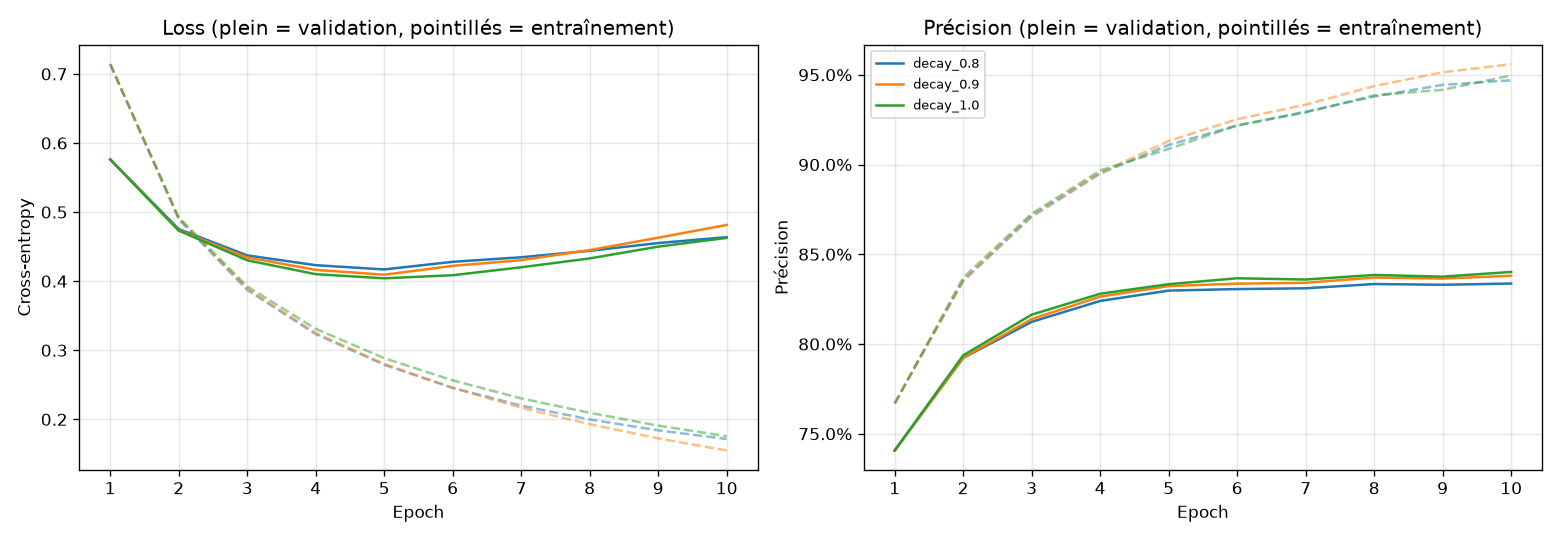 Loss (plein = validation, pointillés = entraînement)
0.7
0.6
0.5
0.4
0.3
0.2
Cross-entropy
1 2 3 4 5 6 7 8 9 10
Epoch
Précision (plein = validation, pointillés = entraînement)
decay_0.8
decay_0.9
decay_1.0
95.0%
90.0%
85.0%
80.0%
75.0%
Précision
1 2 3 4 5 6 7 8 9 10
Epoch